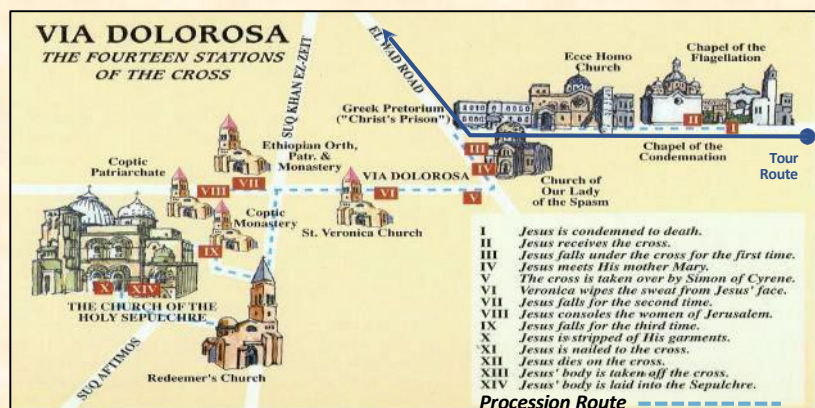 VIA DOLOROSA
THE FOURTEEN STATIONS
OF THE CROSS
SUQ KHAN EZ-ZEIT
EL WAD ROAD
Ecce Homo
Church
Chapel of the
Flagellation
Greek Pretorium
("Christ's Prison")
II
I
Chapel of the
Condemnation
Tour
Route
Ethiopian Orth,
Patr. &
Monastery
III
IV
Church of
Our Lady
of the Spasm
Coptic
Patriarchate
VIII
VII
VIA DOLOROSA
VI
V
Coptic
Monastery
St. Veronica Church
IX
X
XIV
THE CHURCH OF THE
HOLY SEPULCHRE
SUQ AFTIMOS
Redeemer's Church
I Jesus is condemned to death.
II Jesus receives the cross.
III Jesus falls under the cross for the first time.
IV Jesus meets His mother Mary.
V The cross is taken over by Simon of Cyrene.
VI Veronica wipes the sweat from Jesus' face.
VII Jesus falls for the second time.
VIII Jesus consoles the women of Jerusalem.
IX Jesus falls for the third time.
X Jesus is stripped of His garments.
XI Jesus is nailed to the cross.
XII Jesus dies on the cross.
XIII Jesus' body is taken off the cross.
XIV Jesus' body is laid into the Sepulchre.
Procession Route